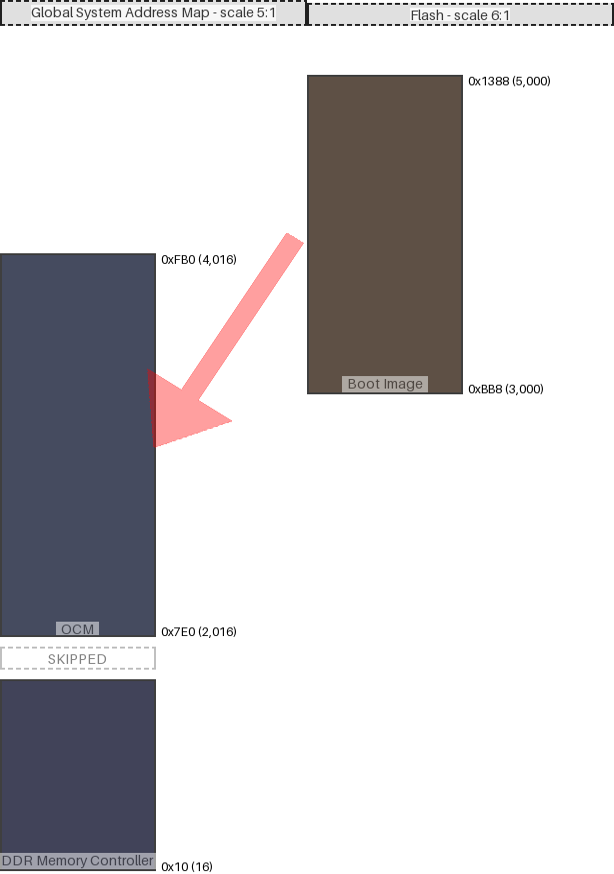 Global System Address Map - scale 5:1
Flash - scale 6:1
0x1388 (5,000)
0xFB0 (4,016)
Boot Image
0xBB8 (3,000)
OCM
0x7E0 (2,016)
SKIPPED
DDR Memory Controller
0x10 (16)